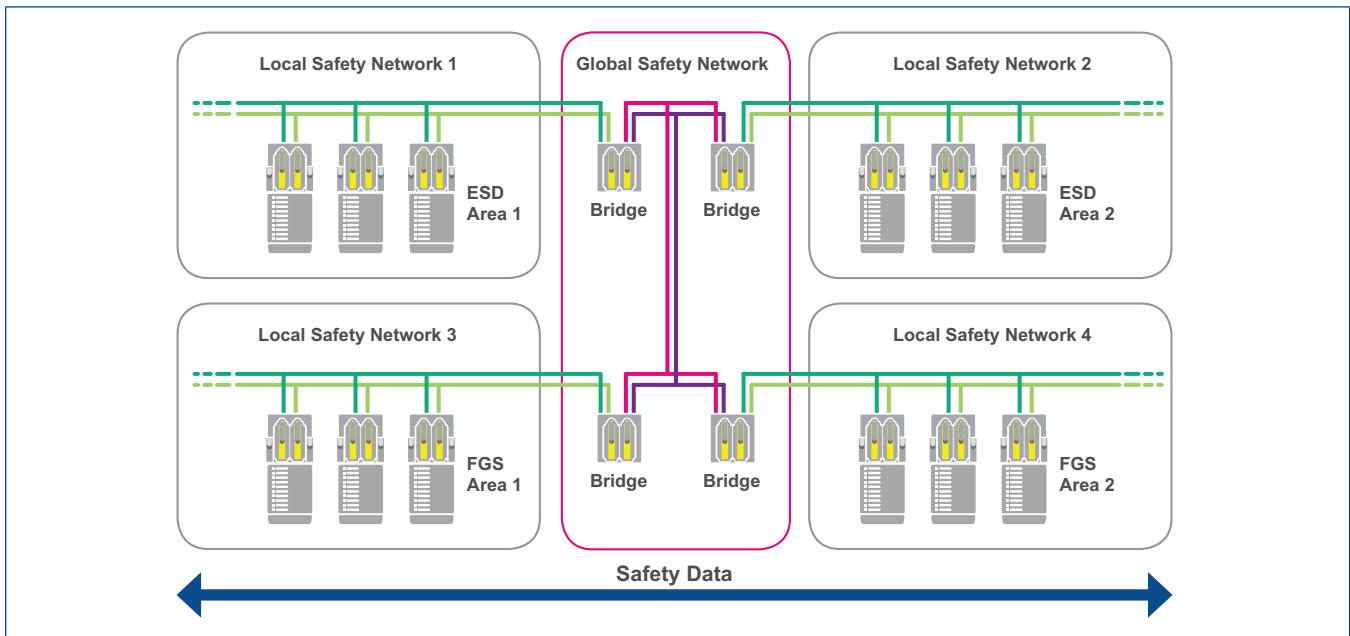 Local Safety Network 1
Global Safety Network
Local Safety Network 2
ESD
Area 1
Bridge
Bridge
ESD
Area 2
Local Safety Network 3
Local Safety Network 4
FGS
Area 1
Bridge
Bridge
FGS
Area 2
Safety Data